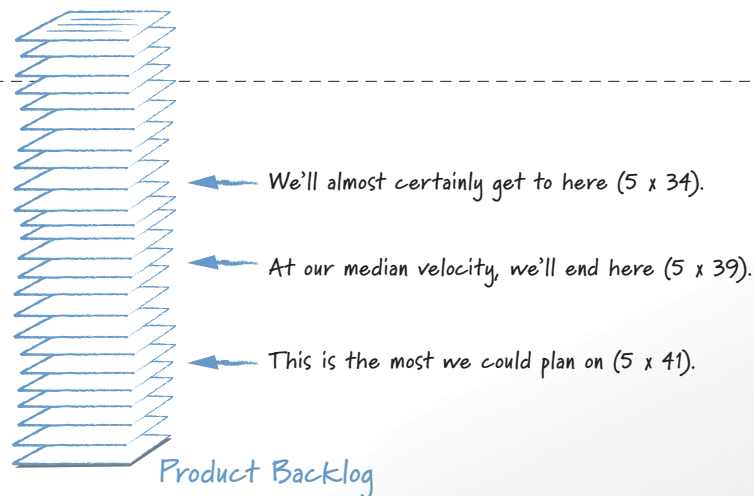 We'll almost certainly get to here (5 x 34).
At our median velocity, we'll end here (5 x 39).
This is the most we could plan on (5 x 41).
Product Backlog